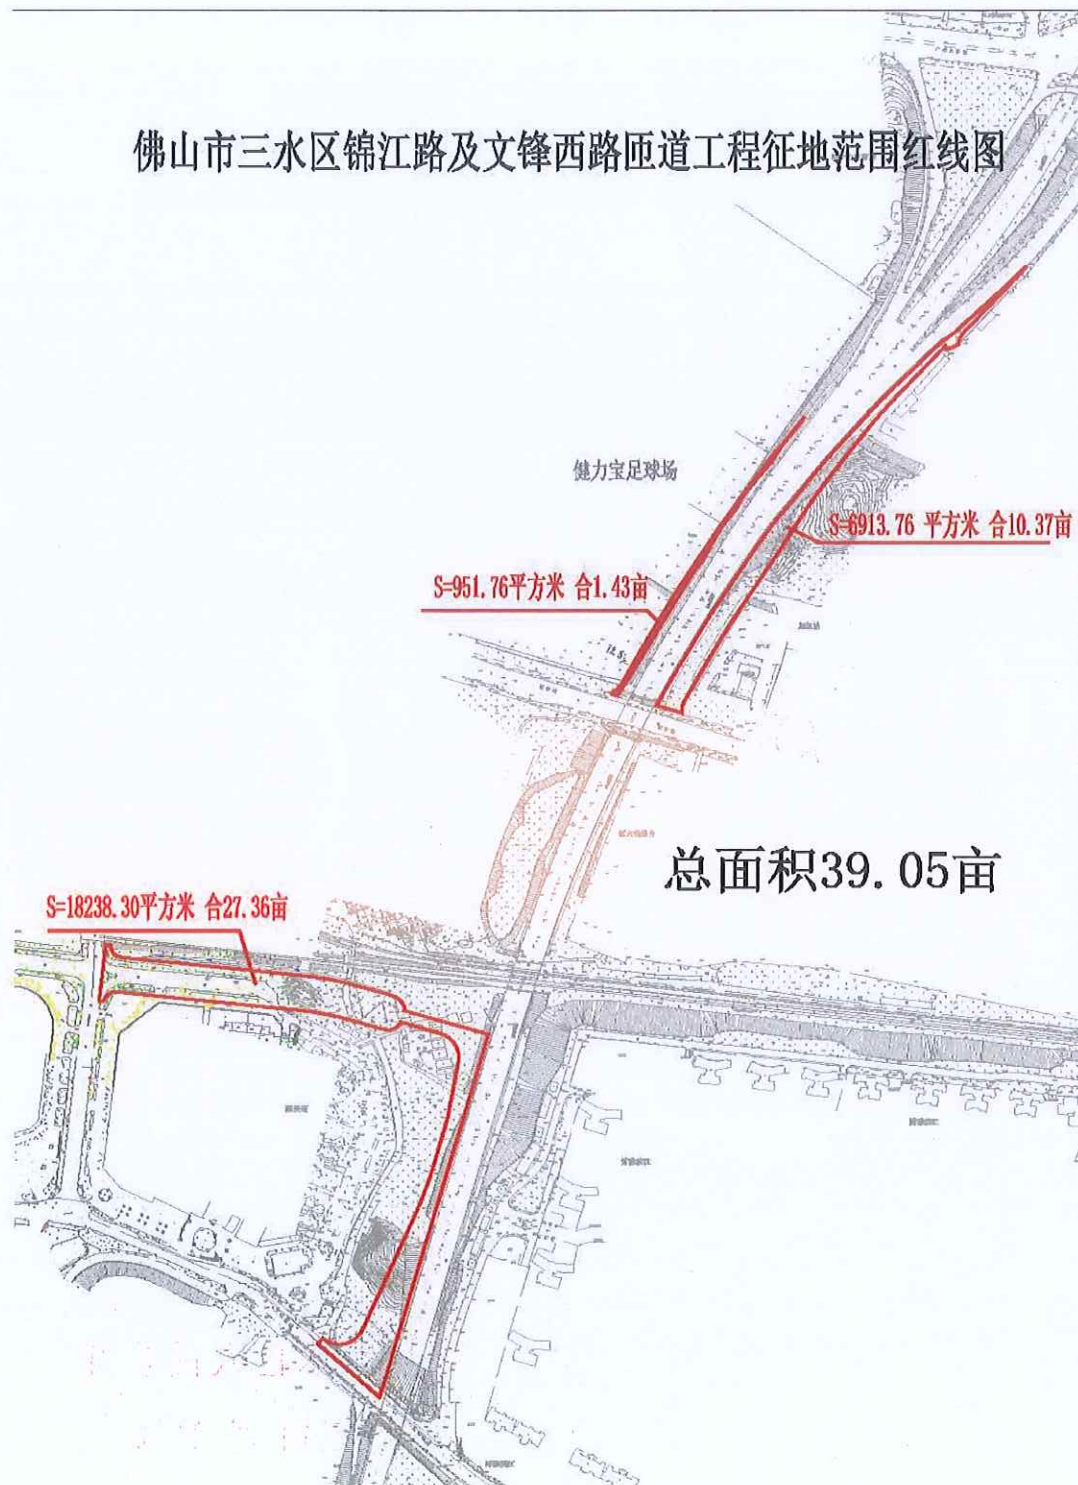 佛山市三水区锦江路及文锋西路匝道工程征地范围红线图
健力宝足球场
S=6913.76 平方米 合10.37亩
S=951.76平方米 合1.43亩
总面积39.05亩
S=18238.30平方米 合27.36亩